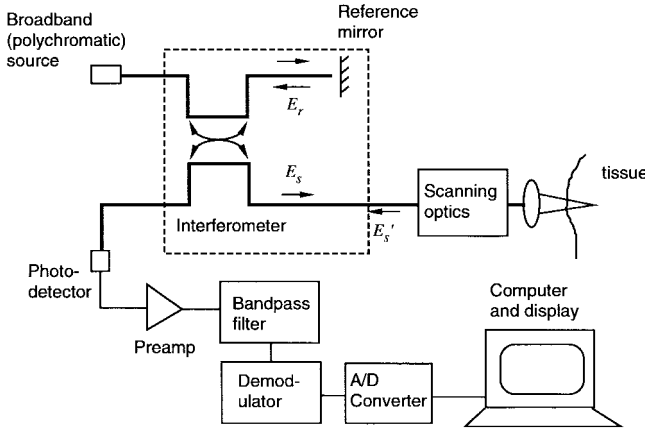 Broadband
(polychromatic)
source
Reference
mirror
E_r
E_s
Interferometer
E_s'
Scanning
optics
tissue
Photo-
detector
Preamp
Bandpass
filter
Demod-
ulator
A/D
Converter
Computer
and display